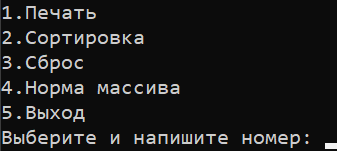 1.Печать
2.Сортировка
3.Сброс
4.Норма массива
5.Выход
Выберите и напишите номер: